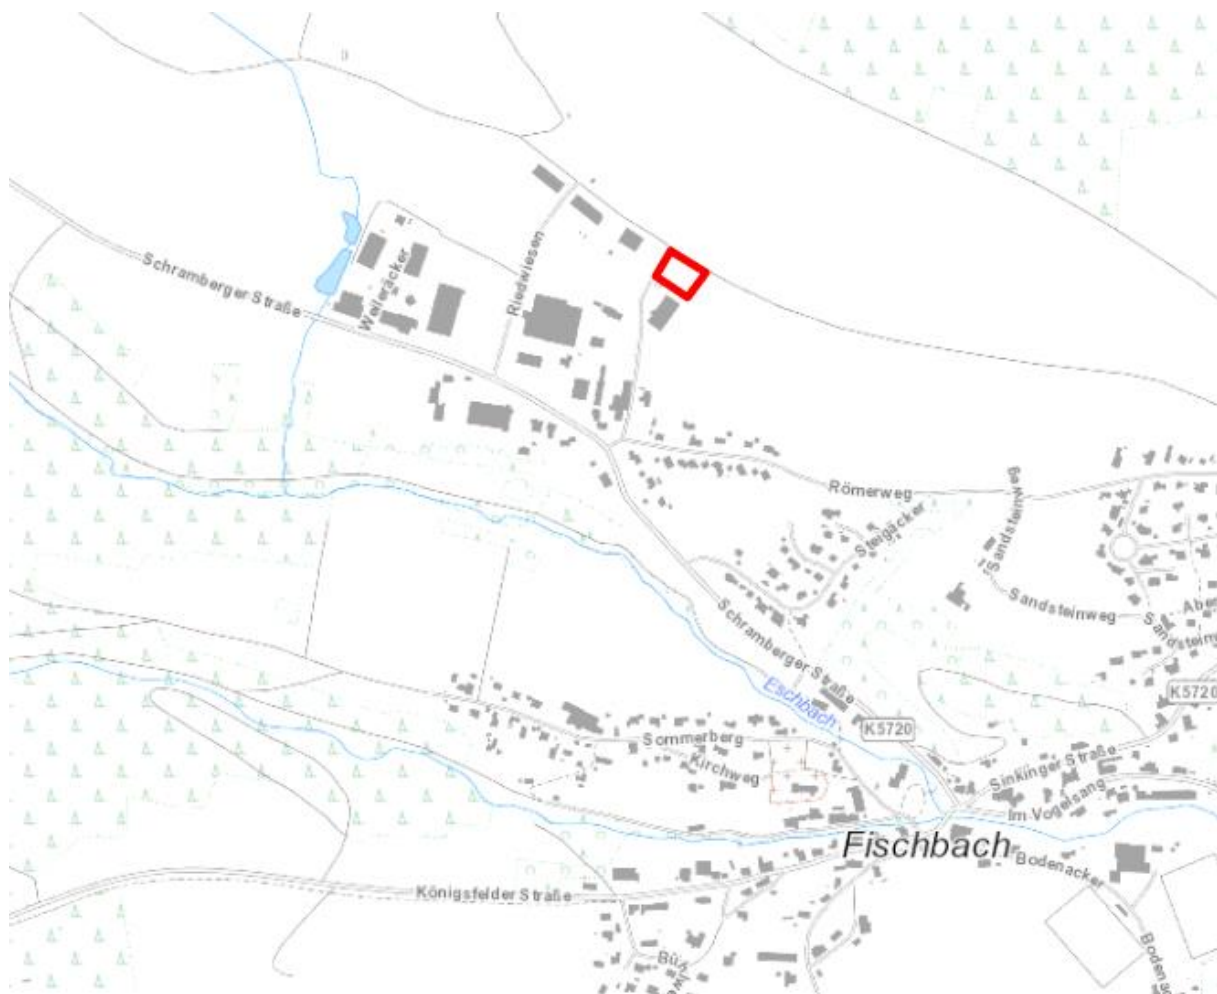 Schramberger Straße
Weileräcker
Riedwiesen
Römerweg
Steigäcker
Sandsteinweg
Sandsteinweg
Schramberger Straße
Eschbach
K5720
K5720
Sommerberg
Kirchweg
Sinkinger Straße
Im Vogelsang
Fischbach
Bodenacker
Königsfelder Straße